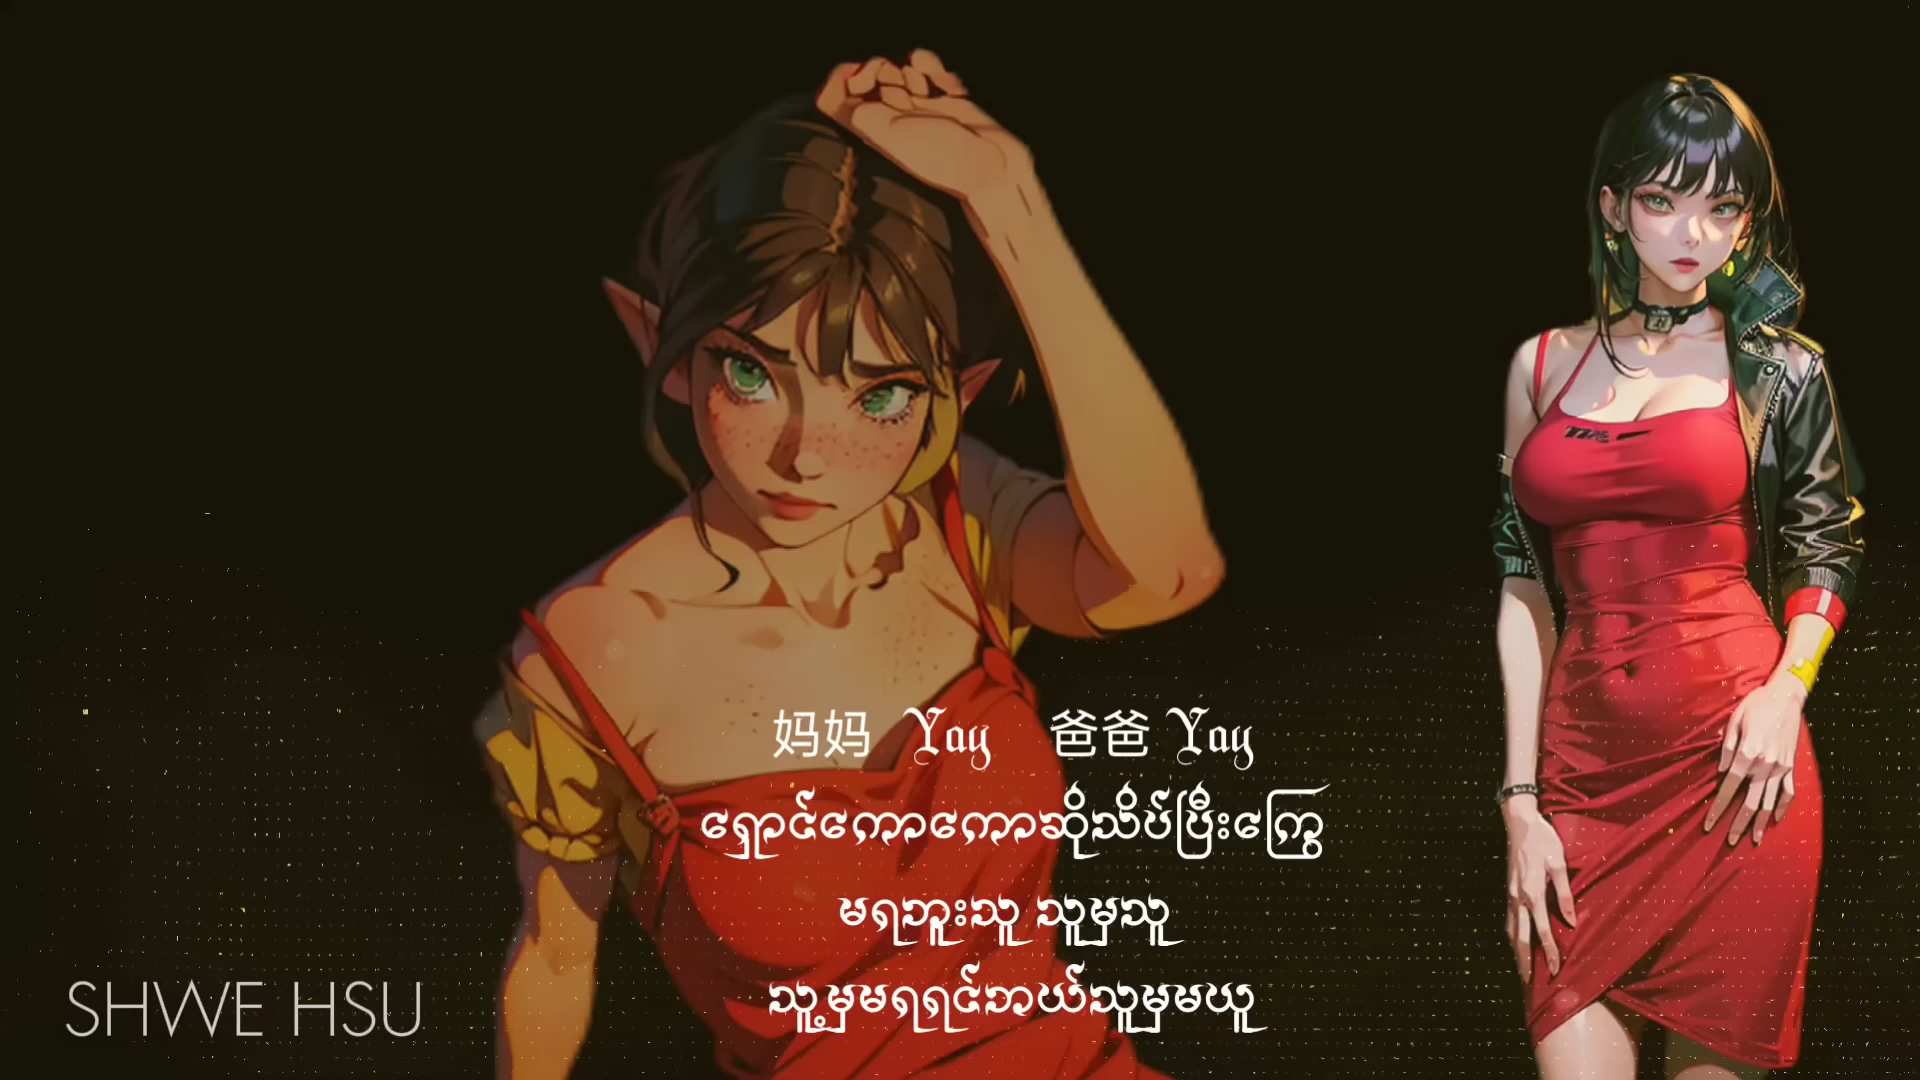 妈妈 Yay 爸爸 Yay
ရှောင်ကောကောဆိုသိပ်ပြီးကြွေ
မရဘူးသူ သူမှသူ
သူ့မှမရရင်ဘယ်သူမှမယူ
SHWE HSU